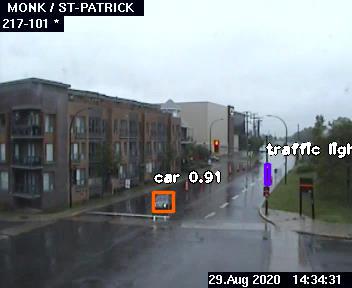 MONK / ST-PATRICK
217-101 *
traffic ligh
car 0.91
29.Aug 2020 14:34:31